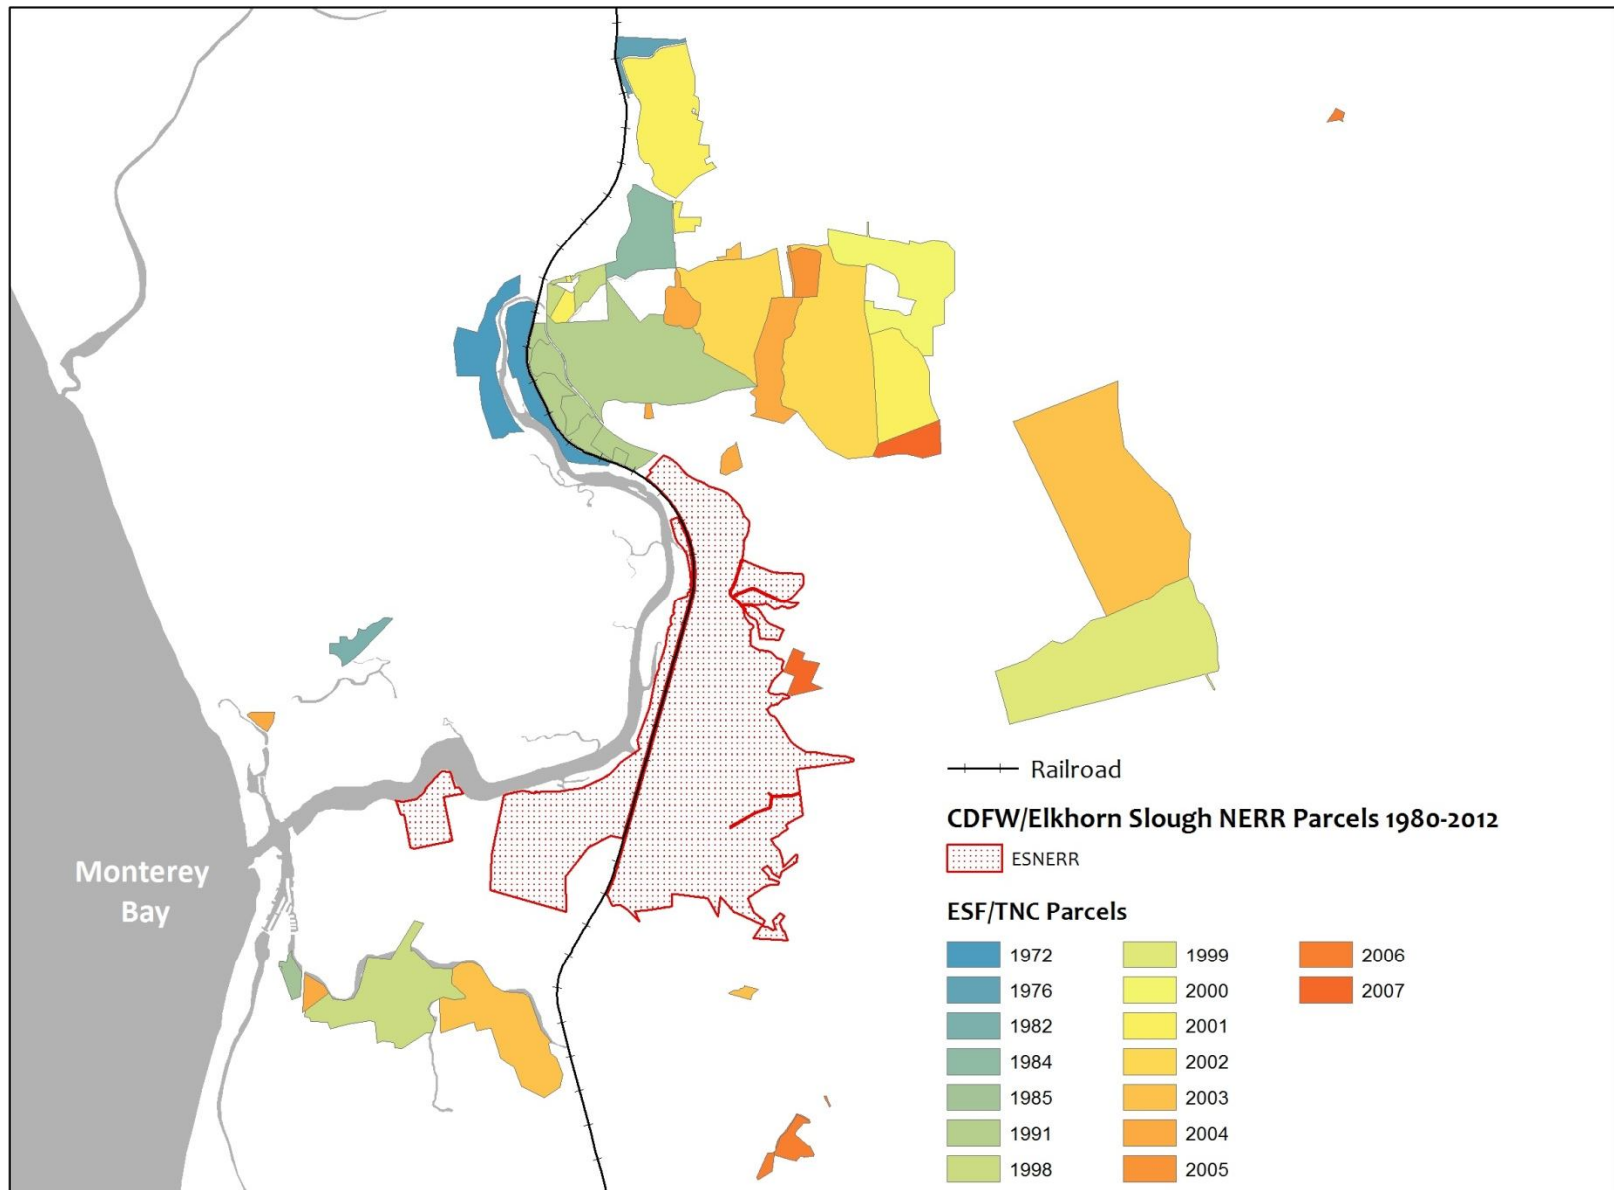 Monterey
Bay
Railroad
CDFW/Elkhorn Slough NERR Parcels 1980-2012
ESNERR
ESF/TNC Parcels
1972
1976
1982
1984
1985
1991
1998
1999
2000
2001
2002
2003
2004
2005
2006
2007